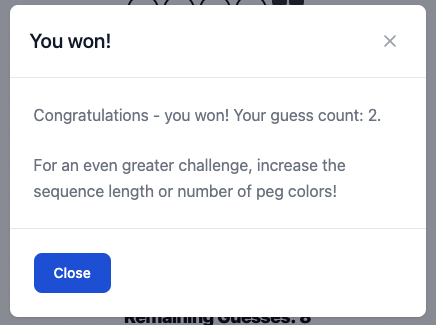 You won!
Congratulations - you won! Your guess count: 2.
For an even greater challenge, increase the
sequence length or number of peg colors!
Close
Remaining Guesses: 8